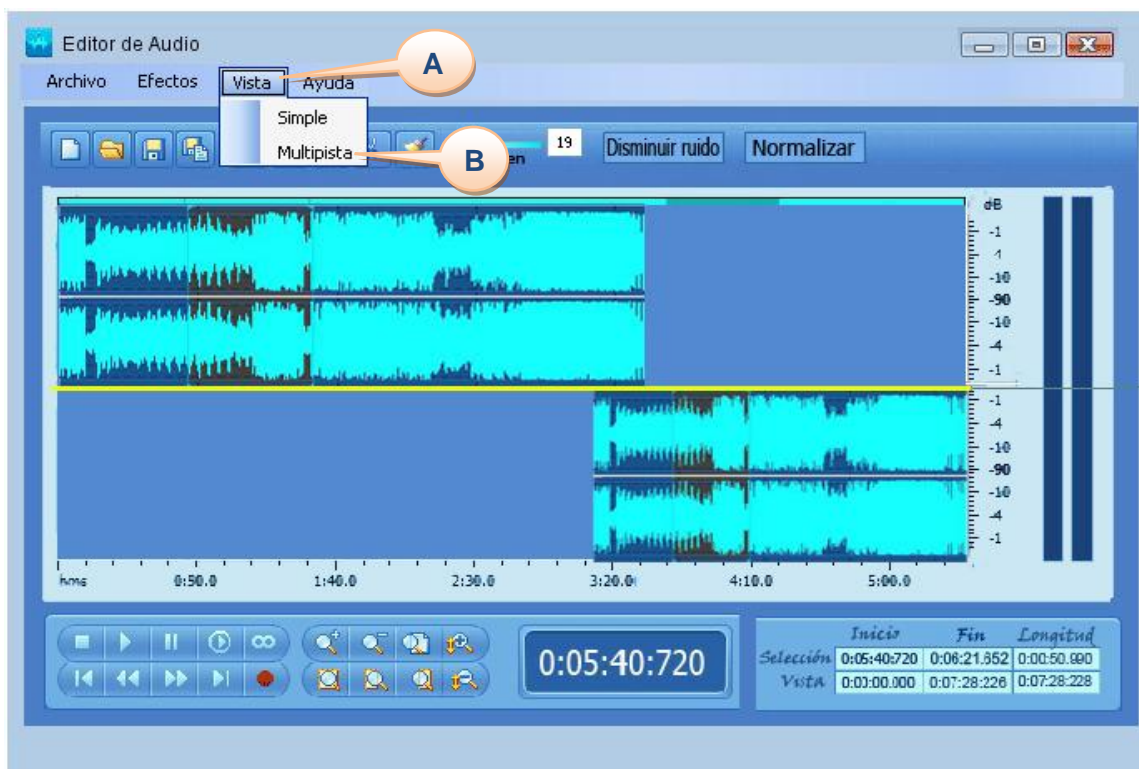 Editor de Audio
Archivo Efectos Vista Ayuda
A
Simple
Multipista
B
en
19
Disminuir ruido
Normalizar
dB
-1
-10
-90
-10
-4
-1
-1
-4
-10
-90
-10
-4
-1
hms 0:50.0 1:40.0 2:30.0 3:20.0 4:10.0 5:00.0
0:05:40:720
Inicio Fin Longitud
Selección 0:05:40:720 0:06:21.652 0:00:50.990
Vista 0:00:00.000 0:07:28:226 0:07:28:228